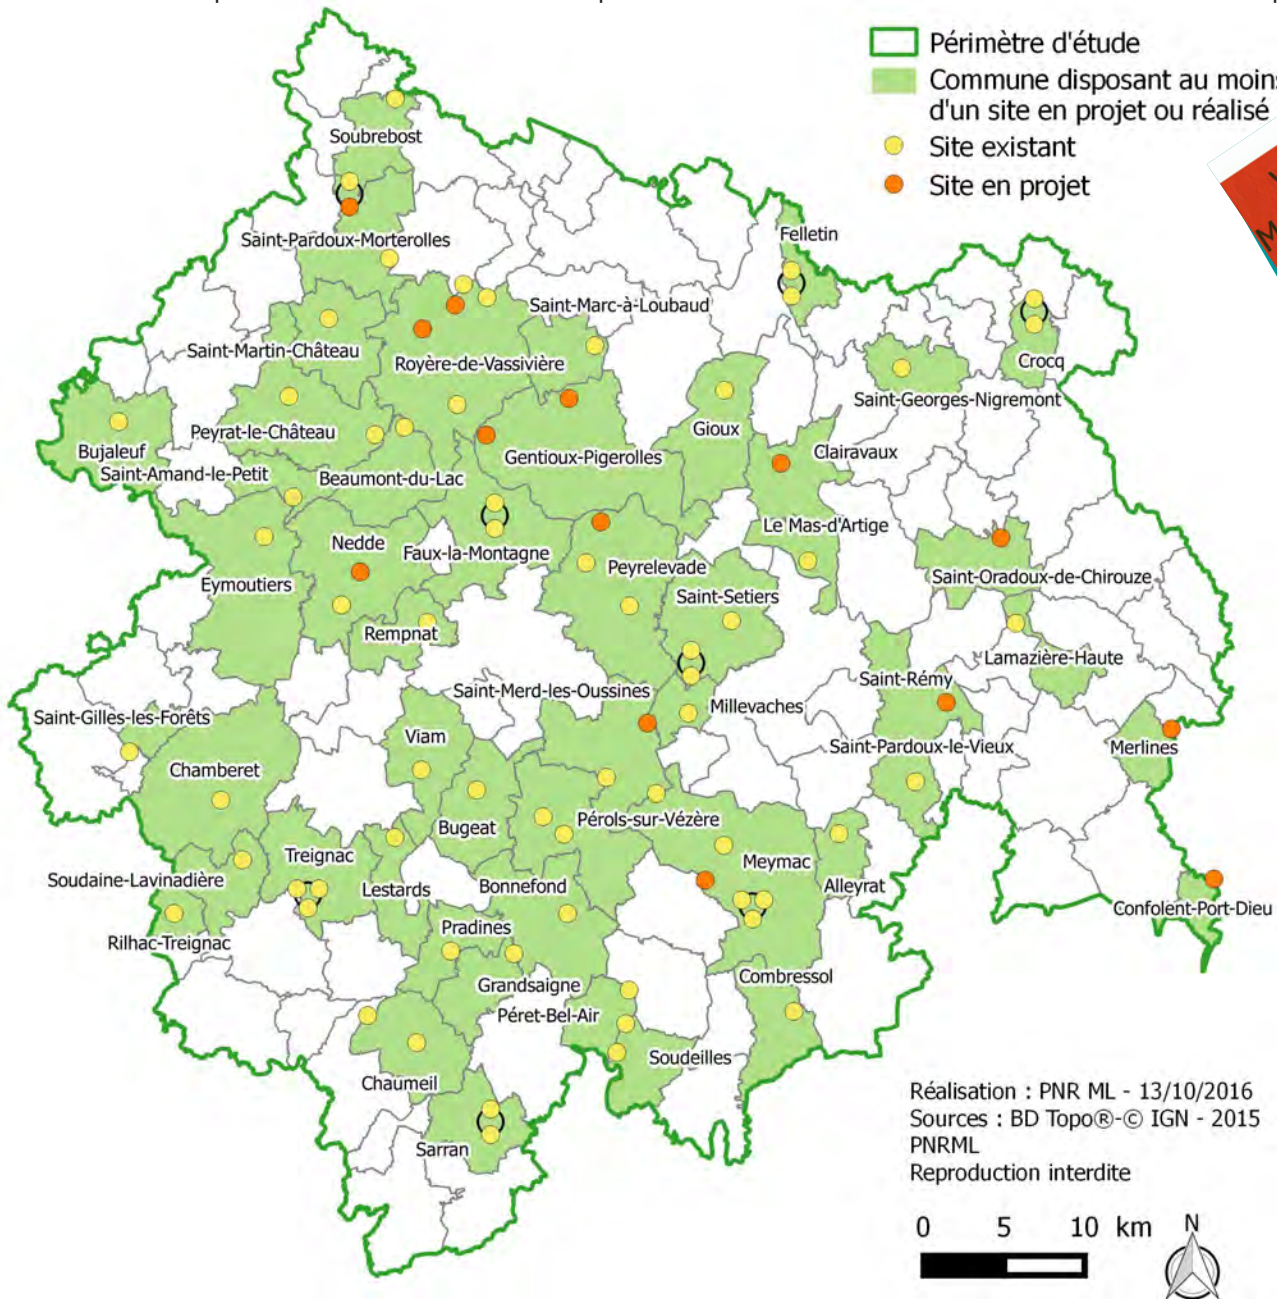 Périmètre d'étude
Commune disposant au moins
d'un site en projet ou réalisé
Site existant
Site en projet
Soubrebost
Saint-Pardoux-Morterolles
Felletin
Saint-Marc-à-Loubaud
Saint-Martin-Château
Royère-de-Vassivière
Crocq
Saint-Georges-Nigremont
Peyrat-le-Château
Gioux
Bujaleuf
Clairavaux
Gentioux-Pigerolles
Saint-Amand-le-Petit
Beaumont-du-Lac
Le Mas-d'Artige
Nedde
Faux-la-Montagne
Peyrelevade
Saint-Oradoux-de-Chirouze
Eymoutiers
Saint-Setiers
Rempnat
Lamazière-Haute
Saint-Rémy
Saint-Merd-les-Oussines
Millevaches
Saint-Gilles-les-Forêts
Viam
Saint-Pardoux-le-Vieux
Merlines
Chamberet
Pérols-sur-Vézère
Bugeat
Treignac
Meymac
Soudaine-Lavinadière
Lestards
Bonnefond
Alleyrat
Confolent-Port-Dieu
Pradines
Rilhac-Treignac
Combressol
Grandsaigne
Péret-Bel-Air
Soudeilles
Chaumeil
Sarran
Réalisation : PNR ML - 13/10/2016
Sources : BD Topo®-© IGN - 2015
PNRML
Reproduction interdite
0 5 10 km
N